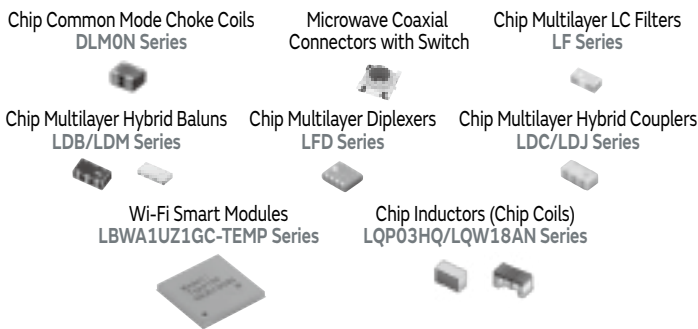 Chip Common Mode Choke Coils
DLM0N Series
Microwave Coaxial
Connectors with Switch
Chip Multilayer LC Filters
LF Series
Chip Multilayer Hybrid Baluns
LDB/LDM Series
Chip Multilayer Diplexers
LFD Series
Chip Multilayer Hybrid Couplers
LDC/LDJ Series
Wi-Fi Smart Modules
LBWA1UZ1GC-TEMP Series
Chip Inductors (Chip Coils)
LQP03HQ/LQW18AN Series